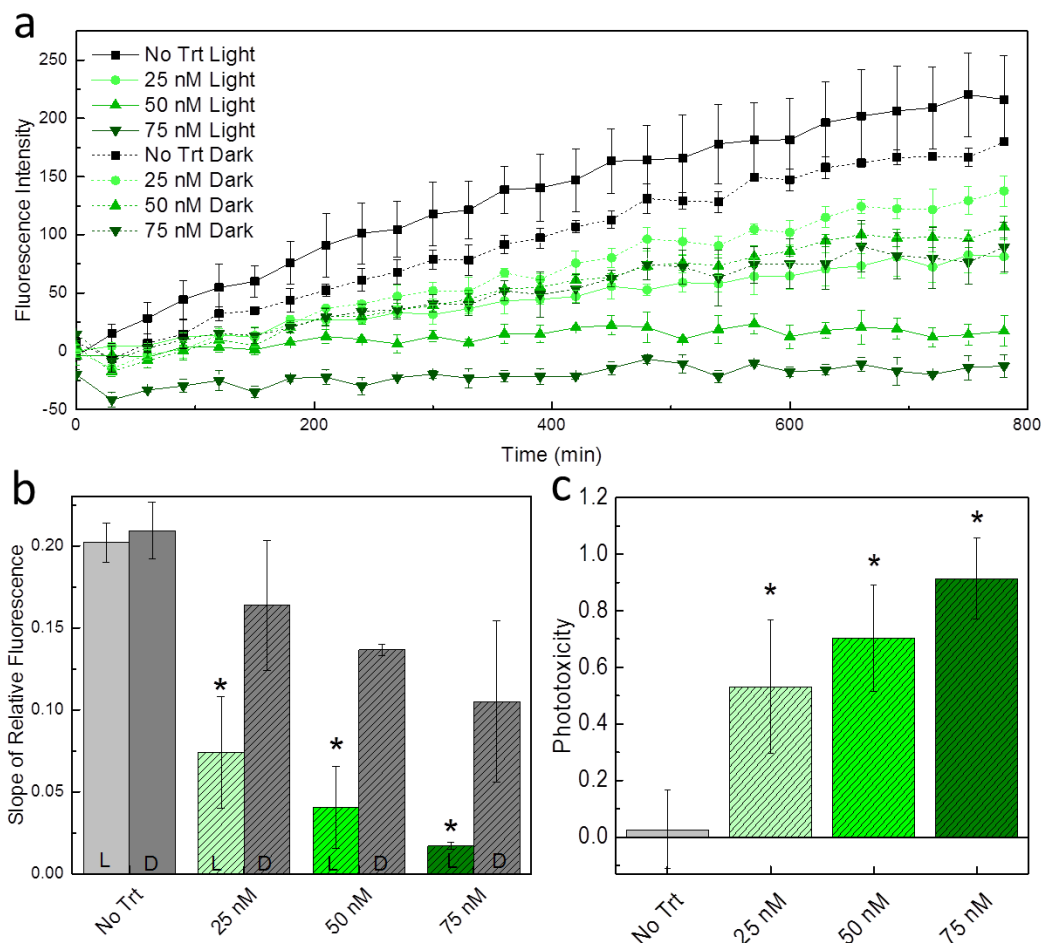 a
250
200
150
100
50
0
-50
Fluorescence Intensity
No Trt Light
25 nM Light
50 nM Light
75 nM Light
No Trt Dark
25 nM Dark
50 nM Dark
75 nM Dark
0 200 400 600 800
Time (min)
b
0.20
0.15
0.10
0.05
0.00
Slope of Relative Fluorescence
* * *
L D L D L D L D
No Trt 25 nM 50 nM 75 nM
c
1.2
1.0
0.8
0.6
0.4
0.2
0.0
Phototoxicity
* * *
No Trt 25 nM 50 nM 75 nM